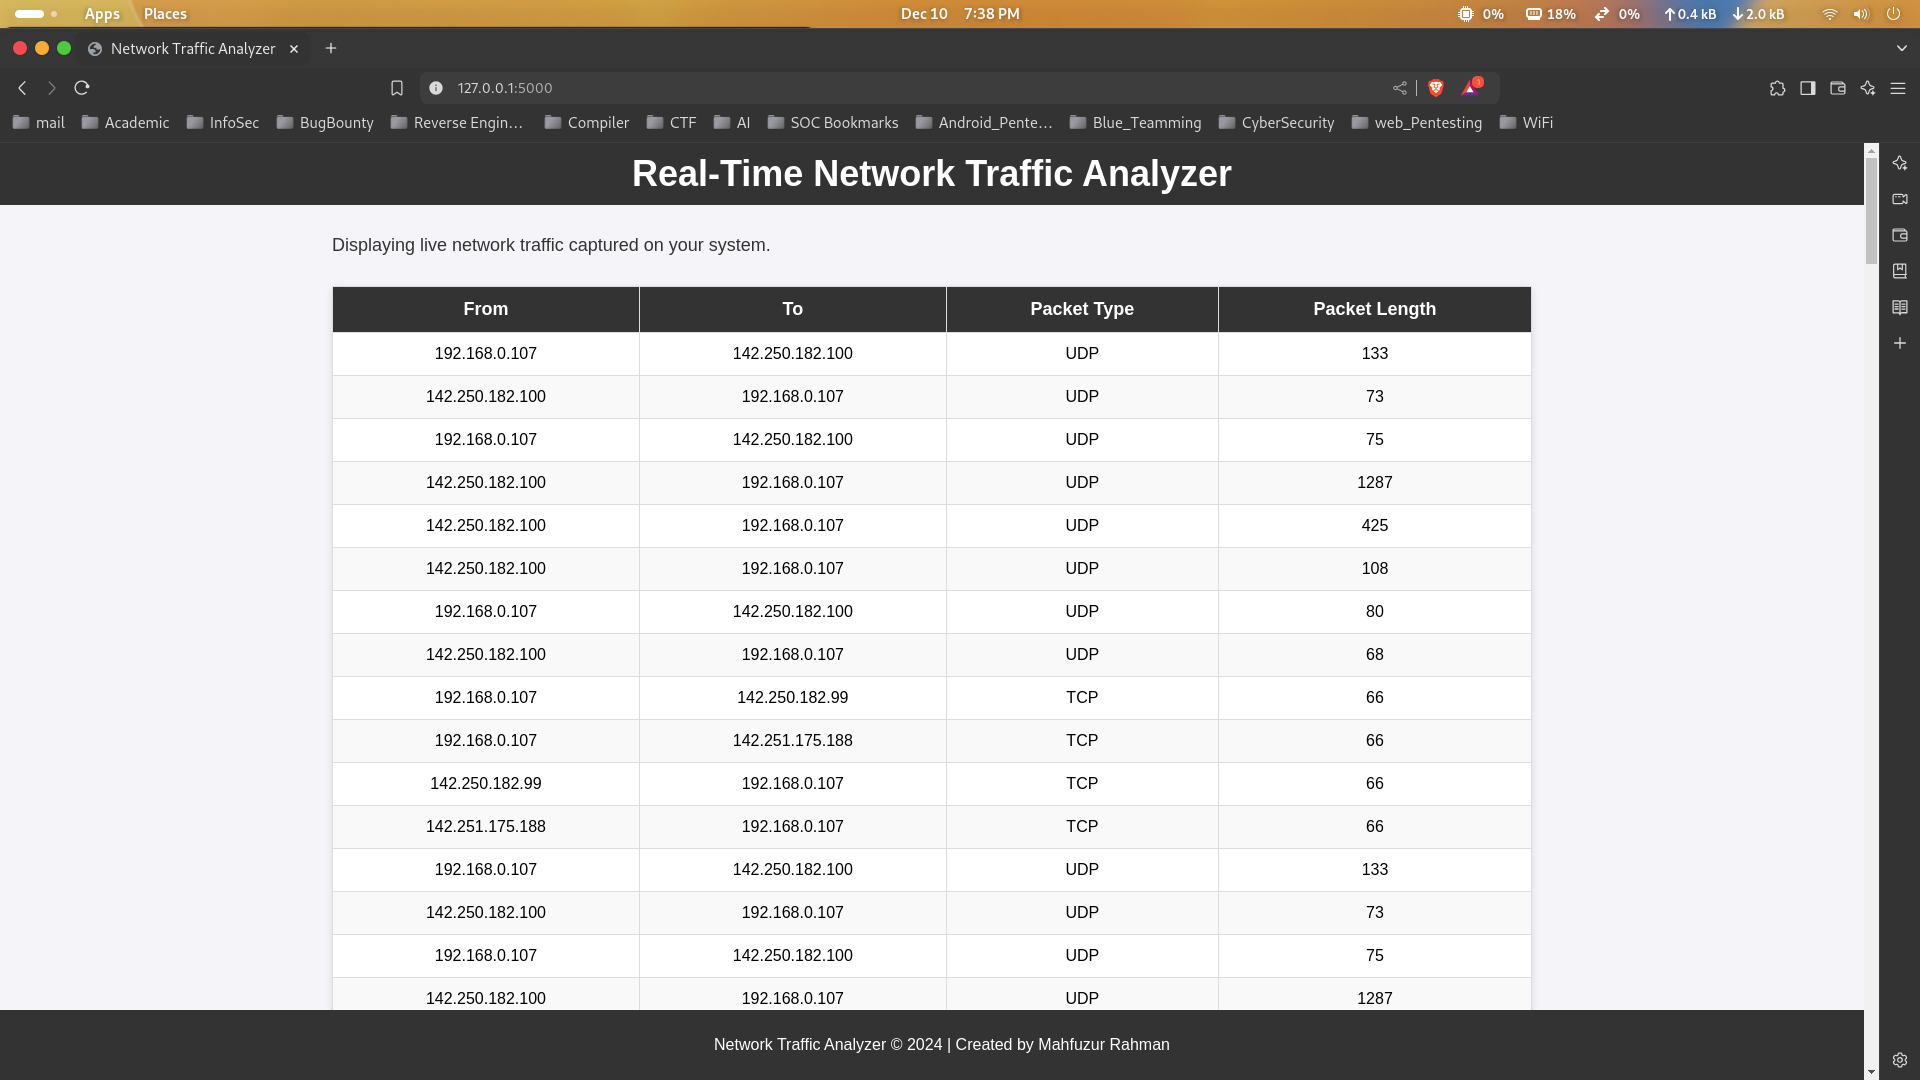 Apps Places Dec 10 7:38 PM 0% 18% 0% 0.4 kB 2.0 kB
Network Traffic Analyzer
127.0.0.1:5000 1
mail Academic InfoSec BugBounty Reverse Engin... Compiler CTF AI SOC Bookmarks Android_Pente... Blue_Teamming CyberSecurity web_Pentesting WiFi
Real-Time Network Traffic Analyzer
Displaying live network traffic captured on your system.
From To Packet Type Packet Length
192.168.0.107 142.250.182.100 UDP 133
142.250.182.100 192.168.0.107 UDP 73
192.168.0.107 142.250.182.100 UDP 75
142.250.182.100 192.168.0.107 UDP 1287
142.250.182.100 192.168.0.107 UDP 425
142.250.182.100 192.168.0.107 UDP 108
192.168.0.107 142.250.182.100 UDP 80
142.250.182.100 192.168.0.107 UDP 68
192.168.0.107 142.250.182.99 TCP 66
192.168.0.107 142.251.175.188 TCP 66
142.250.182.99 192.168.0.107 TCP 66
142.251.175.188 192.168.0.107 TCP 66
192.168.0.107 142.250.182.100 UDP 133
142.250.182.100 192.168.0.107 UDP 73
192.168.0.107 142.250.182.100 UDP 75
142.250.182.100 192.168.0.107 UDP 1287
Network Traffic Analyzer © 2024 | Created by Mahfuzur Rahman